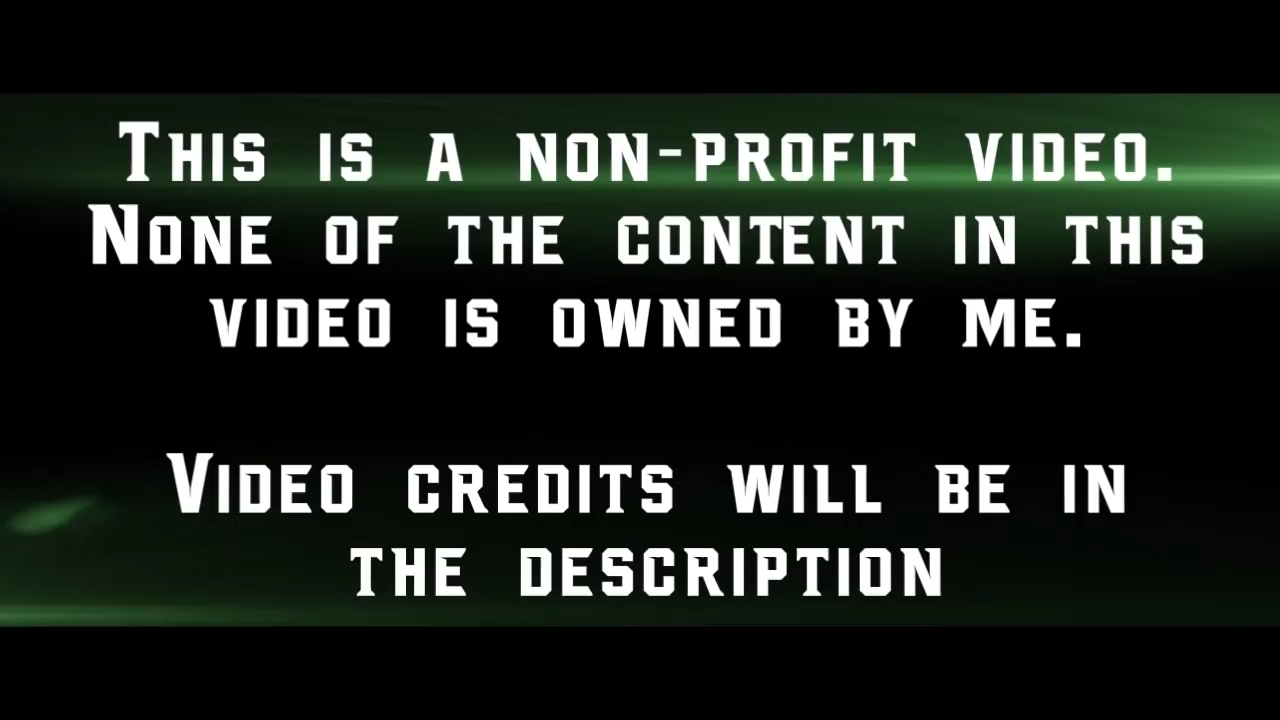 This is a non-profit video.
None of the content in this
video is owned by me.
Video credits will be in
the description